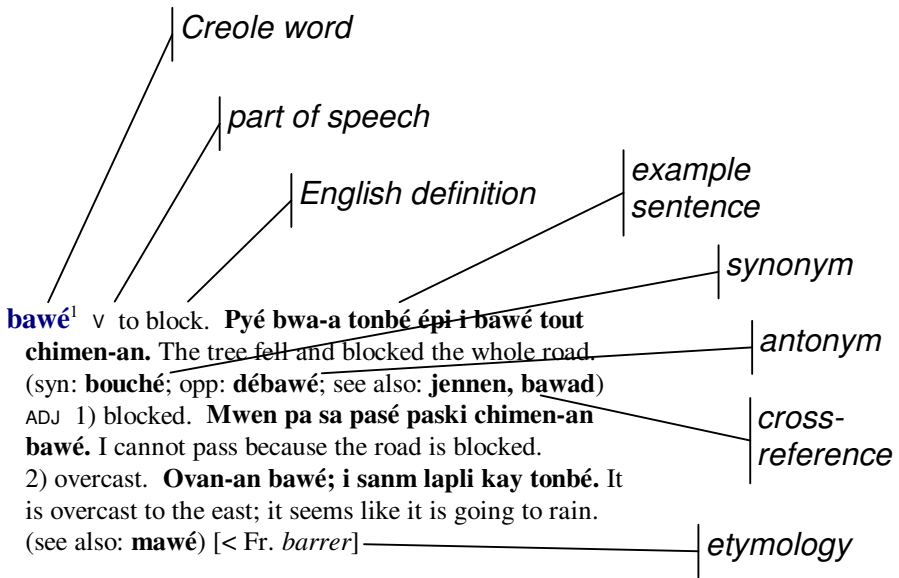 Creole word
part of speech
English definition
example
sentence
synonym
antonym
cross-
reference
etymology
bawé¹ V to block. Pyé bwa-a tonbé épi i bawé tout
chimen-an. The tree fell and blocked the whole road.
(syn: bouché; opp: débawé; see also: jennen, bawad)
ADJ 1) blocked. Mwen pa sa pasé paski chimen-an
bawé. I cannot pass because the road is blocked.
2) overcast. Ovan-an bawé; i sanm lapli kay tonbé. It
is overcast to the east; it seems like it is going to rain.
(see also: mawé) [< Fr. barrer]